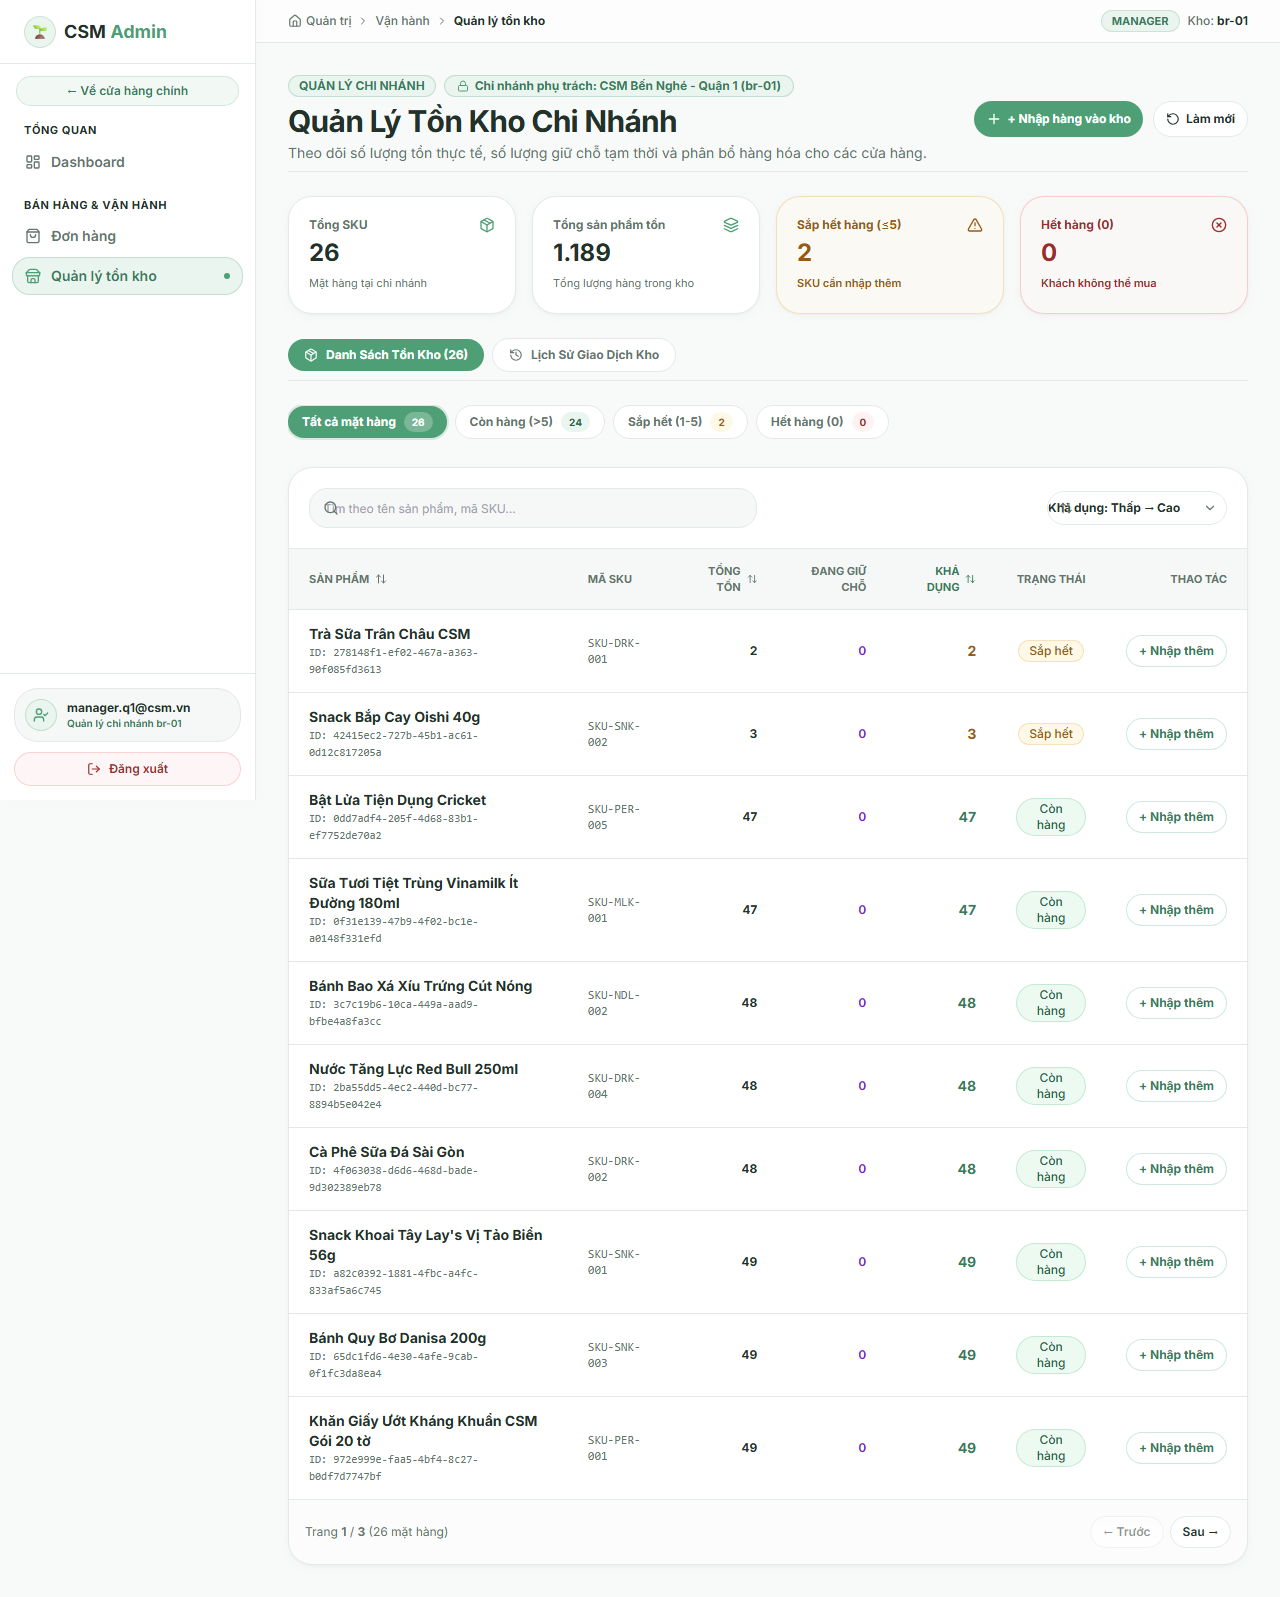 CSM Admin
← Về cửa hàng chính
TỔNG QUAN
Dashboard
BÁN HÀNG & VẬN HÀNH
Đơn hàng
Quản lý tồn kho
manager.q1@csm.vn
Quản lý chi nhánh br-01
Đăng xuất
Quản trị > Vận hành > Quản lý tồn kho
MANAGER Kho: br-01
QUẢN LÝ CHI NHÁNH Chi nhánh phụ trách: CSM Bến Nghé - Quận 1 (br-01)
Quản Lý Tồn Kho Chi Nhánh
Theo dõi số lượng tồn thực tế, số lượng giữ chỗ tạm thời và phân bổ hàng hóa cho các cửa hàng.
+ Nhập hàng vào kho Làm mới
Tổng SKU
26
Mặt hàng tại chi nhánh
Tổng sản phẩm tồn
1.189
Tổng lượng hàng trong kho
Sắp hết hàng (≤5)
2
SKU cần nhập thêm
Hết hàng (0)
0
Khách không thể mua
Danh Sách Tồn Kho (26) Lịch Sử Giao Dịch Kho
Tất cả mặt hàng 26 Còn hàng (>5) 24 Sắp hết (1-5) 2 Hết hàng (0) 0
Tìm theo tên sản phẩm, mã SKU... Khả dụng: Thấp → Cao
SẢN PHẨM MÃ SKU TỔNG TỒN ĐANG GIỮ CHỖ KHẢ DỤNG TRẠNG THÁI THAO TÁC
Trà Sữa Trân Châu CSM
ID: 278148f1-ef02-467a-a363-
90f085fd3613
SKU-DRK-
001
2 0 2 Sắp hết + Nhập thêm
Snack Bắp Cay Oishi 40g
ID: 42415ec2-727b-45b1-ac61-
0d12c817205a
SKU-SNK-
002
3 0 3 Sắp hết + Nhập thêm
Bật Lửa Tiện Dụng Cricket
ID: 0dd7adf4-205f-4d68-83b1-
ef7752de70a2
SKU-PER-
005
47 0 47 Còn hàng + Nhập thêm
Sữa Tươi Tiệt Trùng Vinamilk Ít
Đường 180ml
ID: 0f31e139-47b9-4f02-bc1e-
a0148f331efd
SKU-MLK-
001
47 0 47 Còn hàng + Nhập thêm
Bánh Bao Xá Xíu Trứng Cút Nóng
ID: 3c7c19b6-10ca-449a-aad9-
bfbe4a8fa3cc
SKU-NDL-
002
48 0 48 Còn hàng + Nhập thêm
Nước Tăng Lực Red Bull 250ml
ID: 2ba55dd5-4ec2-440d-bc77-
8894b5e042e4
SKU-DRK-
004
48 0 48 Còn hàng + Nhập thêm
Cà Phê Sữa Đá Sài Gòn
ID: 4f063038-d6d6-468d-bade-
9d302389eb78
SKU-DRK-
002
48 0 48 Còn hàng + Nhập thêm
Snack Khoai Tây Lay's Vị Tảo Biển
56g
ID: a82c0392-1881-4fbc-a4fc-
833af5a6c745
SKU-SNK-
001
49 0 49 Còn hàng + Nhập thêm
Bánh Quy Bơ Danisa 200g
ID: 65dc1fd6-4e30-4afe-9cab-
0f1fc3da8ea4
SKU-SNK-
003
49 0 49 Còn hàng + Nhập thêm
Khăn Giấy Ướt Kháng Khuẩn CSM
Gói 20 tờ
ID: 972e999e-faa5-4bf4-8c27-
b0df7d7747bf
SKU-PER-
001
49 0 49 Còn hàng + Nhập thêm
Trang 1 / 3 (26 mặt hàng) ← Trước Sau →